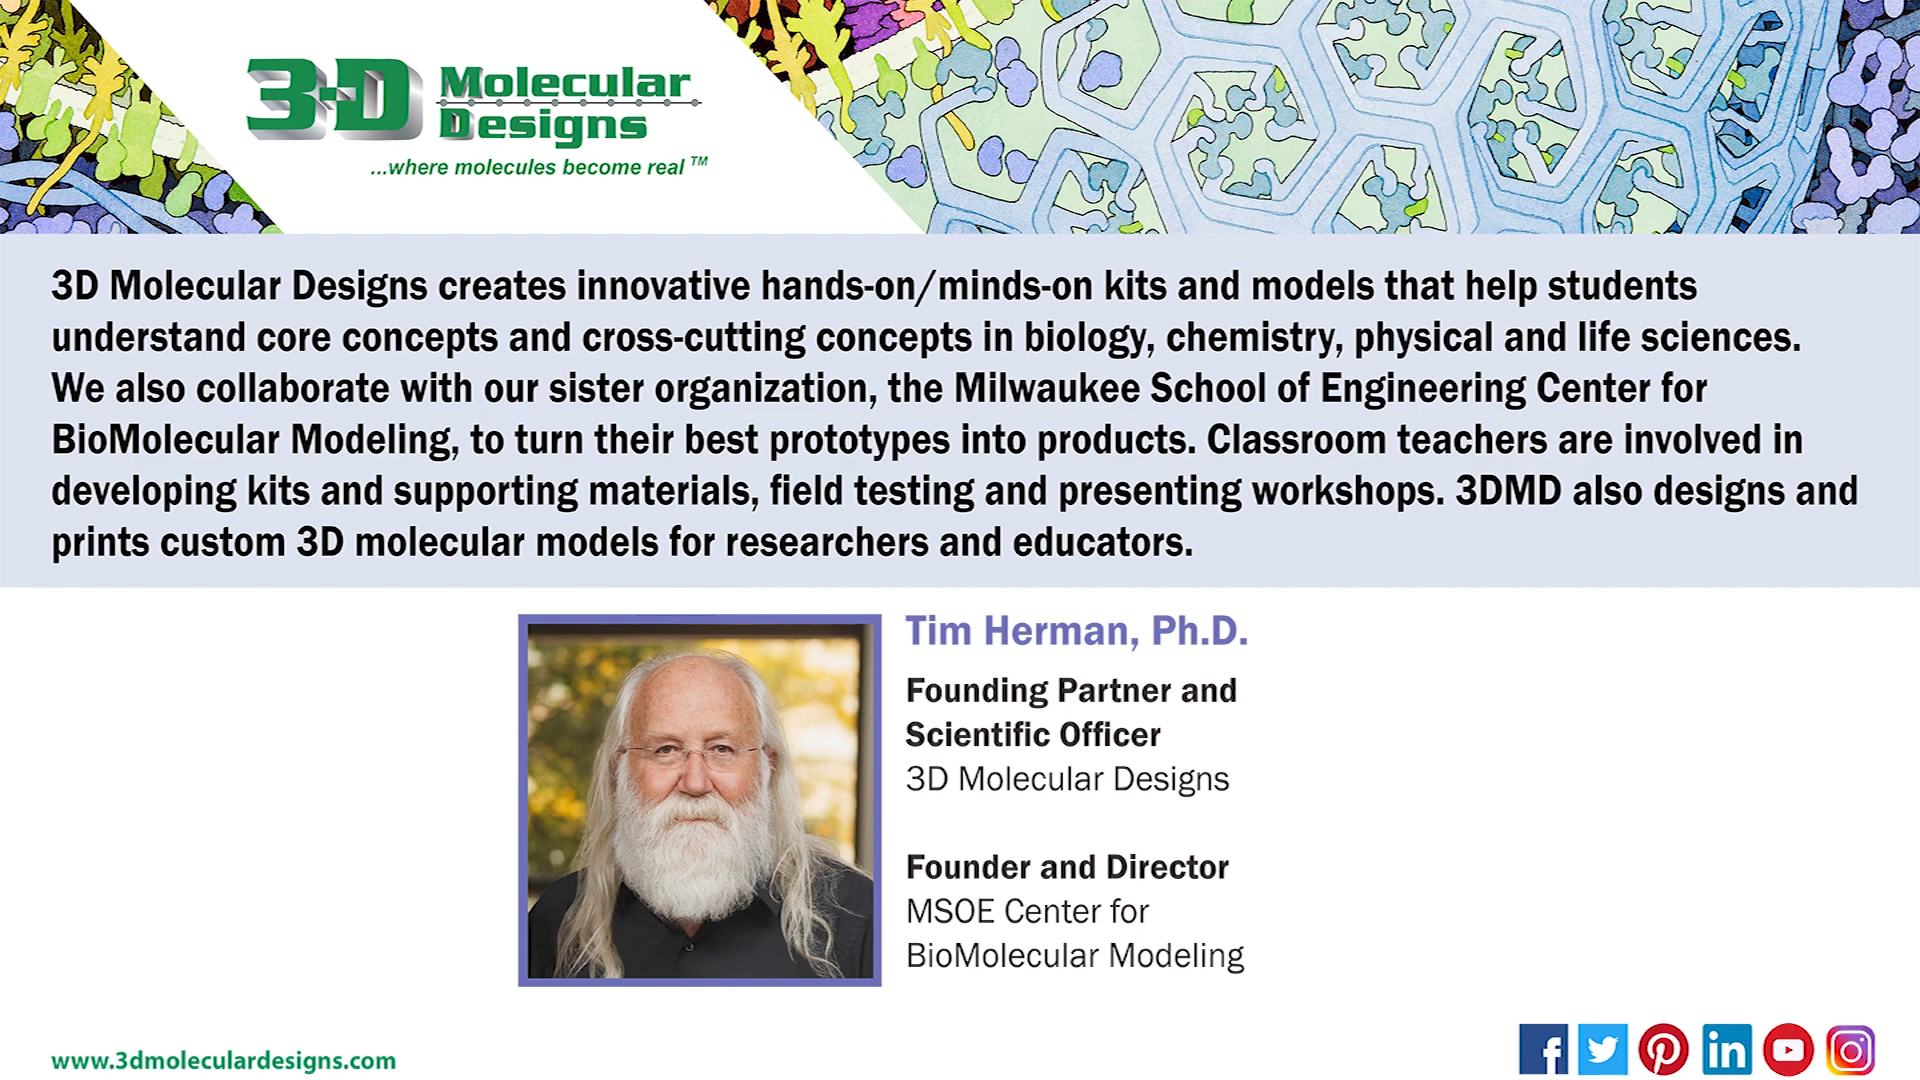 3-D Molecular
Designs
...where molecules become real TM
3D Molecular Designs creates innovative hands-on/minds-on kits and models that help students
understand core concepts and cross-cutting concepts in biology, chemistry, physical and life sciences.
We also collaborate with our sister organization, the Milwaukee School of Engineering Center for
BioMolecular Modeling, to turn their best prototypes into products. Classroom teachers are involved in
developing kits and supporting materials, field testing and presenting workshops. 3DMD also designs and
prints custom 3D molecular models for researchers and educators.
Tim Herman, Ph.D.
Founding Partner and
Scientific Officer
3D Molecular Designs
Founder and Director
MSOE Center for
BioMolecular Modeling
www.3dmoleculardesigns.com